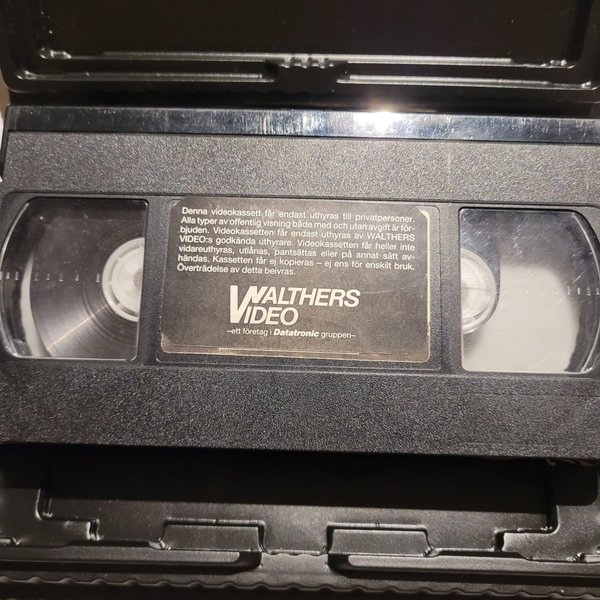 Denna videokassett får endast uthyras till privatpersoner.
Alla typer av offentlig visning både med och utan avgift är för-
bjuden. Videokassetten får endast uthyras av WALTHERS
VIDEO:s godkända uthyrare. Videokassetten får heller inte
vidareuthyras, utlånas, pantsättas eller på annat sätt av-
händas. Kassetten får ej kopieras – ej ens för enskilt bruk.
Överträdelse av detta beivras.
WALTHERS
VIDEO
–ett företag i Datatronic gruppen–